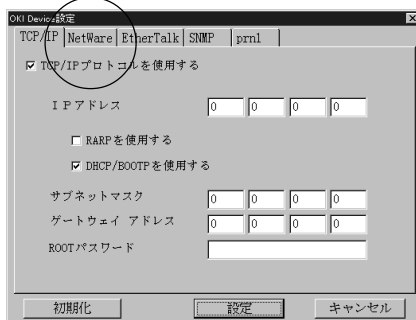 OKI Device設定
TCP/IP NetWare EtherTalk SNMP prn1
TCP/IPプロトコルを使用する
IPアドレス 0 0 0 0
RARPを使用する
DHCP/BOOTPを使用する
サブネットマスク 0 0 0 0
ゲートウェイ アドレス 0 0 0 0
ROOTパスワード
初期化 設定 キャンセル